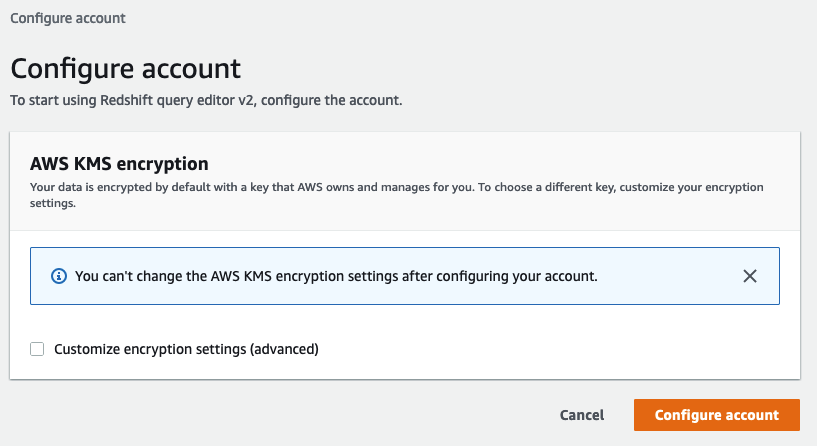 Configure account
Configure account
To start using Redshift query editor v2, configure the account.
AWS KMS encryption
Your data is encrypted by default with a key that AWS owns and manages for you. To choose a different key, customize your encryption
settings.
You can't change the AWS KMS encryption settings after configuring your account.
Customize encryption settings (advanced)
Cancel
Configure account